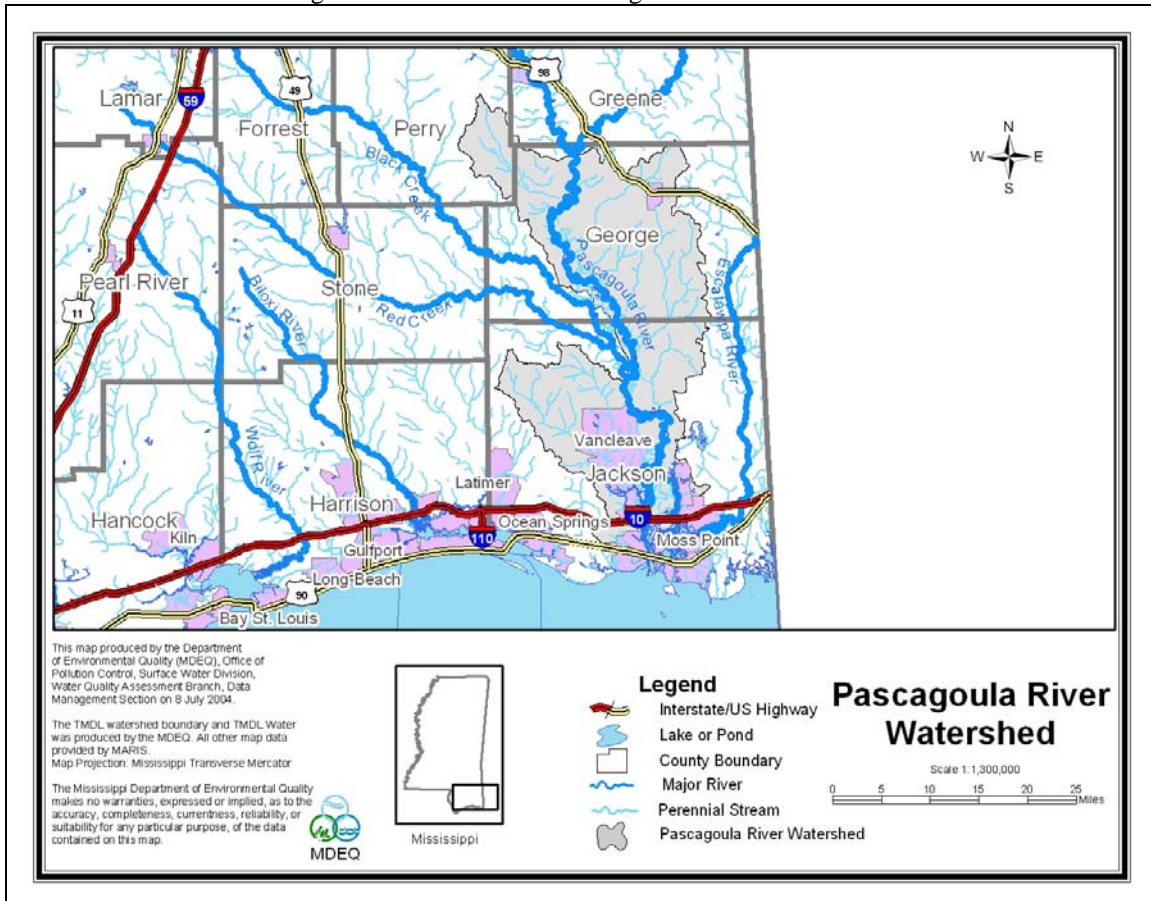 98
Lamar
59
49
Greene
Forrest
Perry
N
W E
S
Black Creek
George
Pascagoula River
Pearl River
Biloxi River
Stone
Red Creek
Escatawpa River
11
Wolf River
Vancleave
Jackson
Latimer
Harrison
Hancock
Kiln
Ocean Springs
10
Gulfport
110
Moss Point
Long Beach
90
Bay St. Louis
This map produced by the Department
of Environmental Quality (MDEQ), Office of
Pollution Control, Surface Water Division,
Water Quality Assessment Branch, Data
Management Section on 8 July 2004.
The TMDL watershed boundary and TMDL Water
was produced by the MDEQ. All other map data
provided by MARIS.
Map Projection: Mississippi Transverse Mercator
The Mississippi Department of Environmental Quality
makes no warranties, expressed or implied, as to the
accuracy, completeness, currentness, reliability, or
suitability for any particular purpose, of the data
contained on this map.
MDEQ
Mississippi
Legend
Interstate/US Highway
Lake or Pond
County Boundary
Major River
Perennial Stream
Pascagoula River Watershed
Pascagoula River
Watershed
Scale 1:1,300,000
0 5 10 15 20 25
Miles